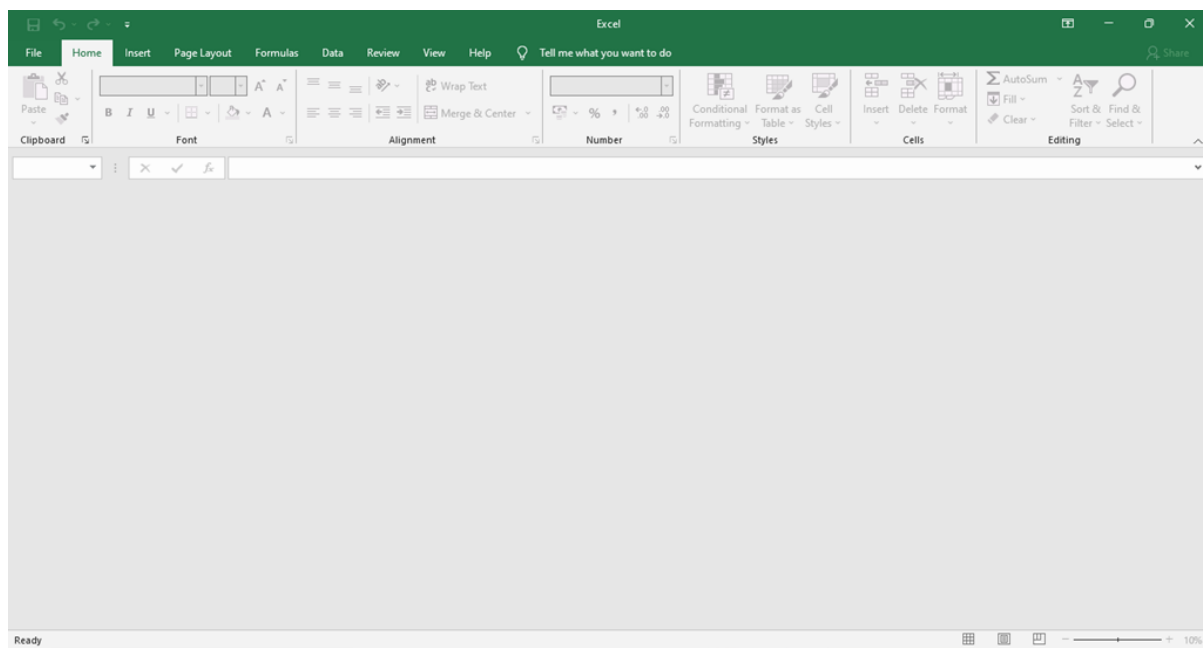 Excel
File Home Insert Page Layout Formulas Data Review View Help Tell me what you want to do Share
Paste
B I U A
Wrap Text
Merge & Center
%
Conditional Formatting
Format as Table
Cell Styles
Insert Delete Format
AutoSum
Fill
Clear
Sort & Filter
Find & Select
Clipboard Font Alignment Number Styles Cells Editing
fx
Ready 10%